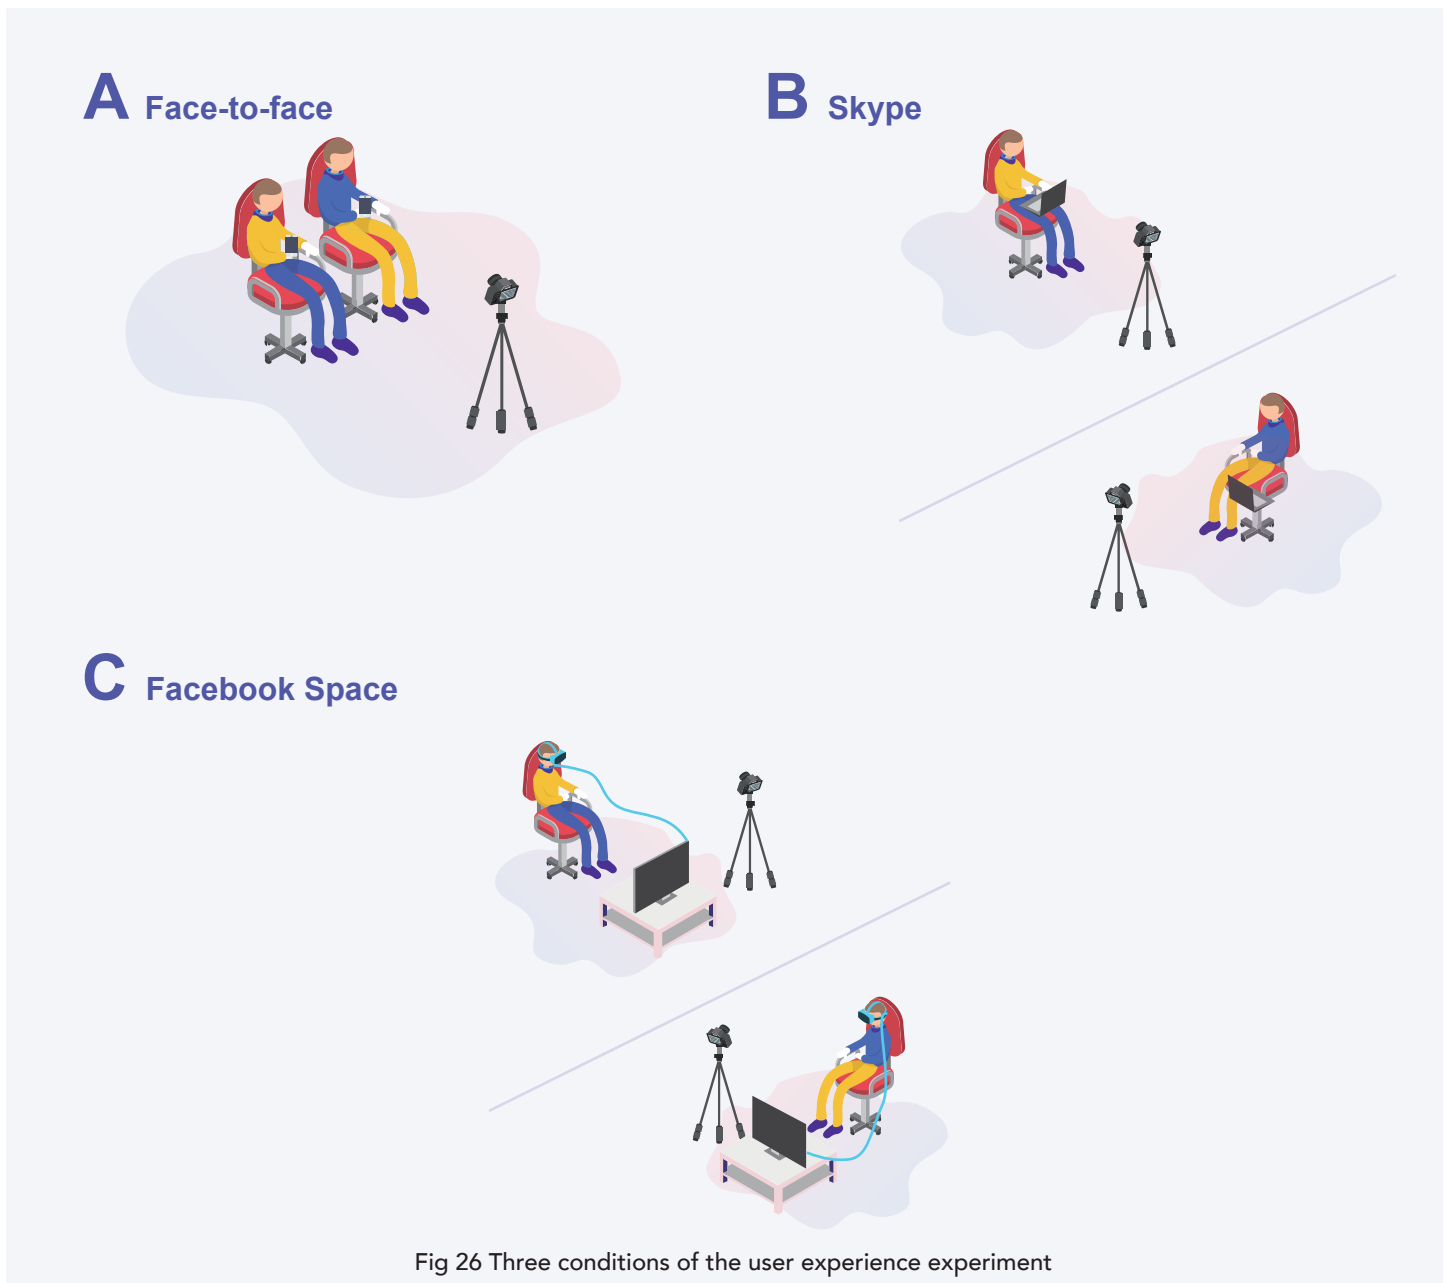 A Face-to-face
B Skype
C Facebook Space
Fig 26 Three conditions of the user experience experiment